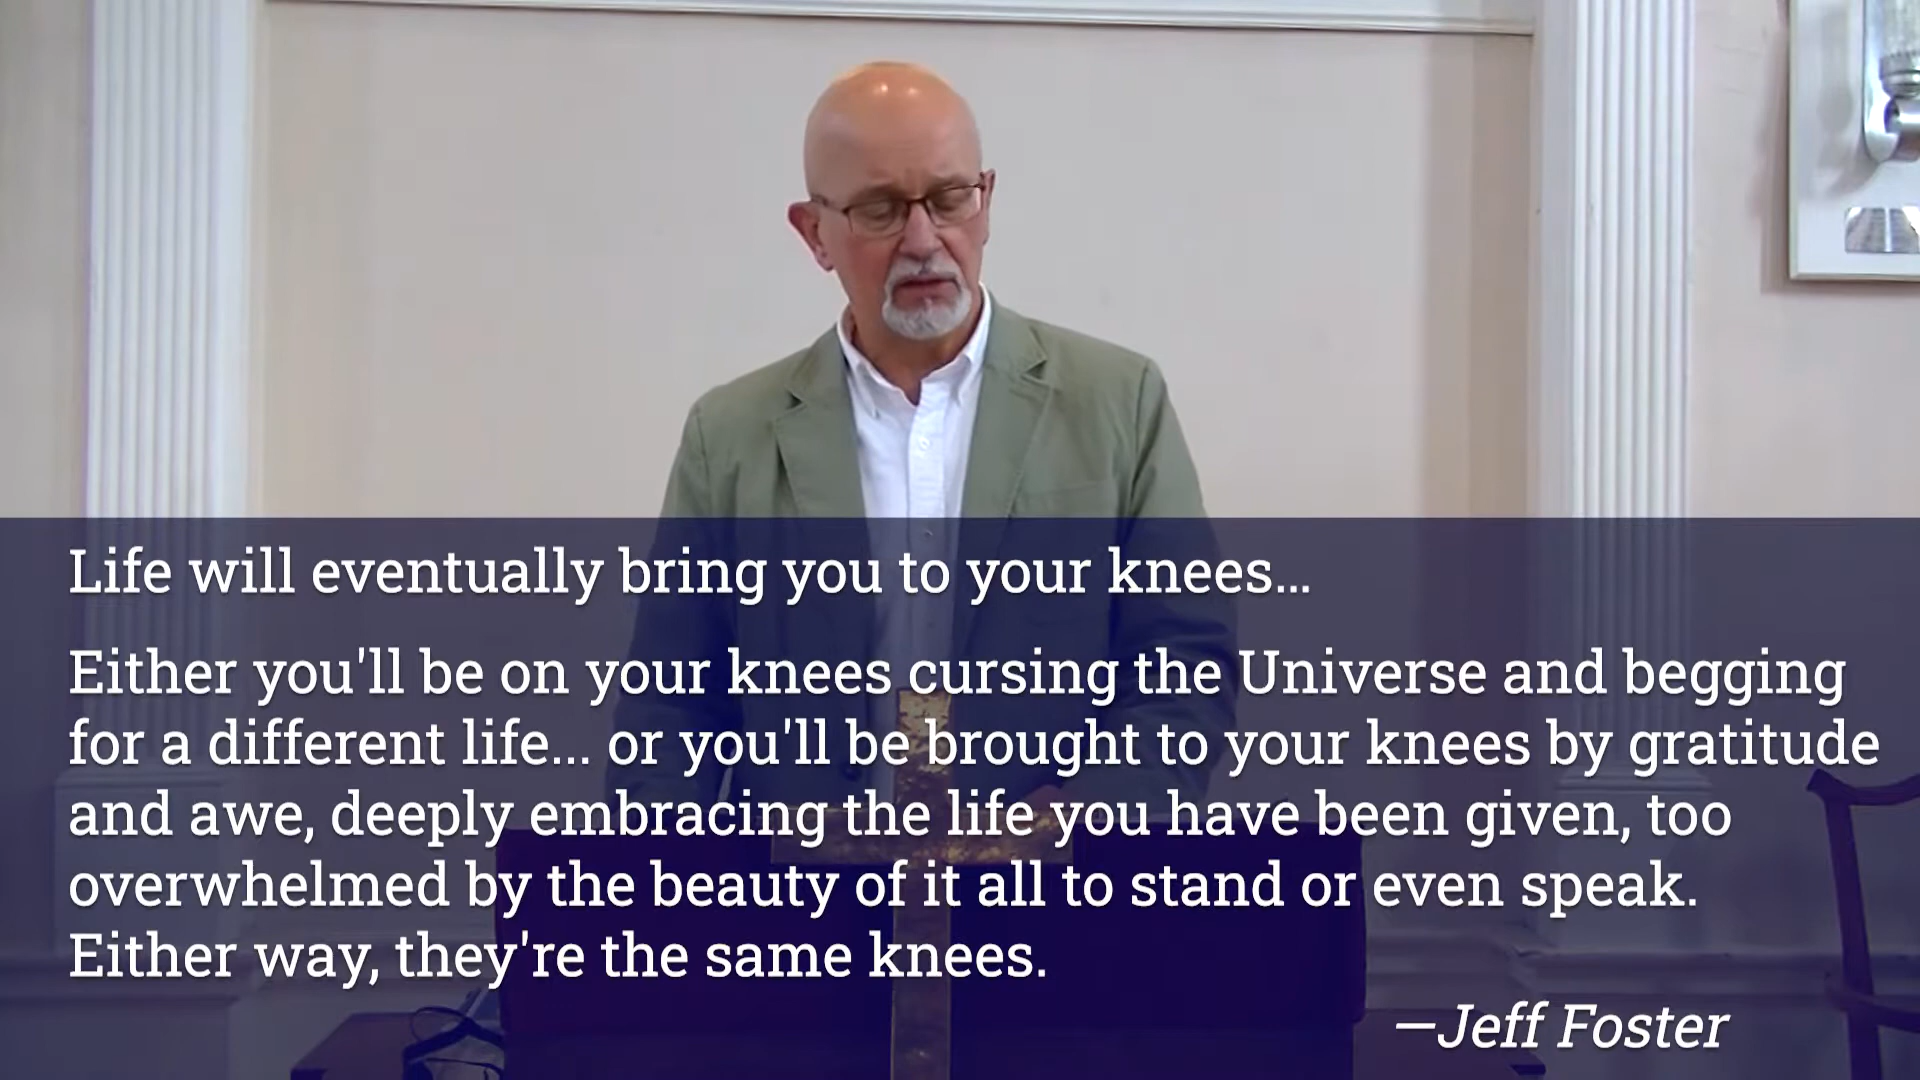 Life will eventually bring you to your knees...
Either you'll be on your knees cursing the Universe and begging
for a different life... or you'll be brought to your knees by gratitude
and awe, deeply embracing the life you have been given, too
overwhelmed by the beauty of it all to stand or even speak.
Either way, they're the same knees.
—Jeff Foster